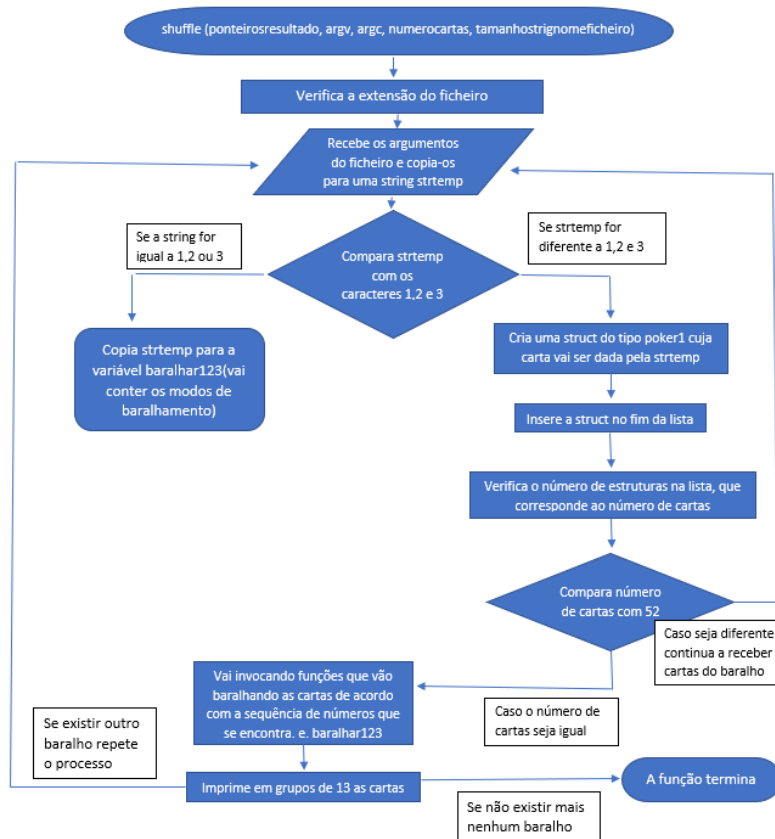 shuffle (ponteirosresultado, argv, argc, numerocartas, tamanhostrignomeficheiro)
Verifica a extensão do ficheiro
Recebe os argumentos
do ficheiro e copia-os
para uma string strtemp
Se a string for
igual a 1,2 ou 3
Se strtemp for
diferente a 1,2 e 3
Compara strtemp
com os
caracteres 1,2 e 3
Copia strtemp para a
variável baralhar123(vai
conter os modos de
baralhamento)
Cria uma struct do tipo poker1 cuja
carta vai ser dada pela strtemp
Insere a struct no fim da lista
Verifica o número de estruturas na lista, que
corresponde ao número de cartas
Compara número
de cartas com 52
Caso seja diferente
continua a receber
cartas do baralho
Vai invocando funções que vão
baralhando as cartas de acordo
com a sequência de números que
se encontra. e. baralhar123
Caso o número de
cartas seja igual
Se existir outro
baralho repete
o processo
Imprime em grupos de 13 as cartas
A função termina
Se não existir mais
nenhum baralho